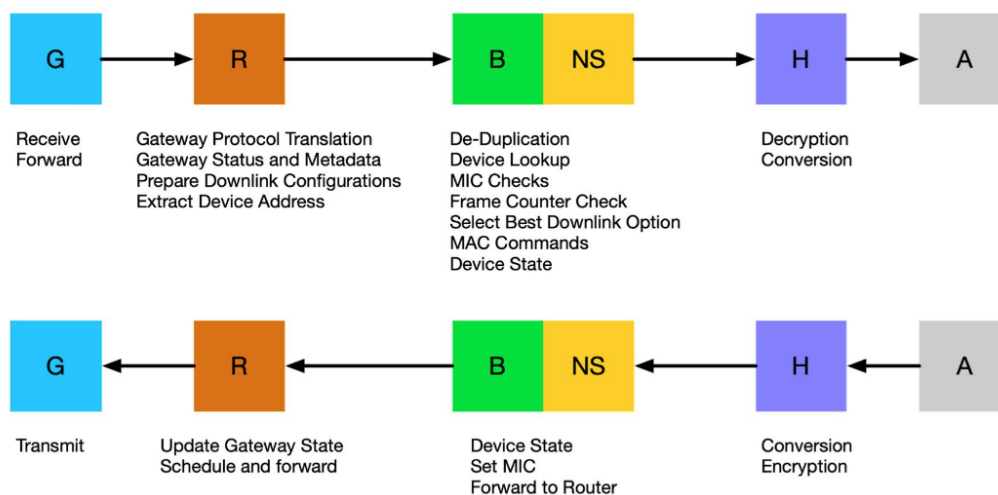 G
R
B
NS
H
A
Receive
Forward
Gateway Protocol Translation
Gateway Status and Metadata
Prepare Downlink Configurations
Extract Device Address
De-Duplication
Device Lookup
MIC Checks
Frame Counter Check
Select Best Downlink Option
MAC Commands
Device State
Decryption
Conversion
G
R
B
NS
H
A
Transmit
Update Gateway State
Schedule and forward
Device State
Set MIC
Forward to Router
Conversion
Encryption